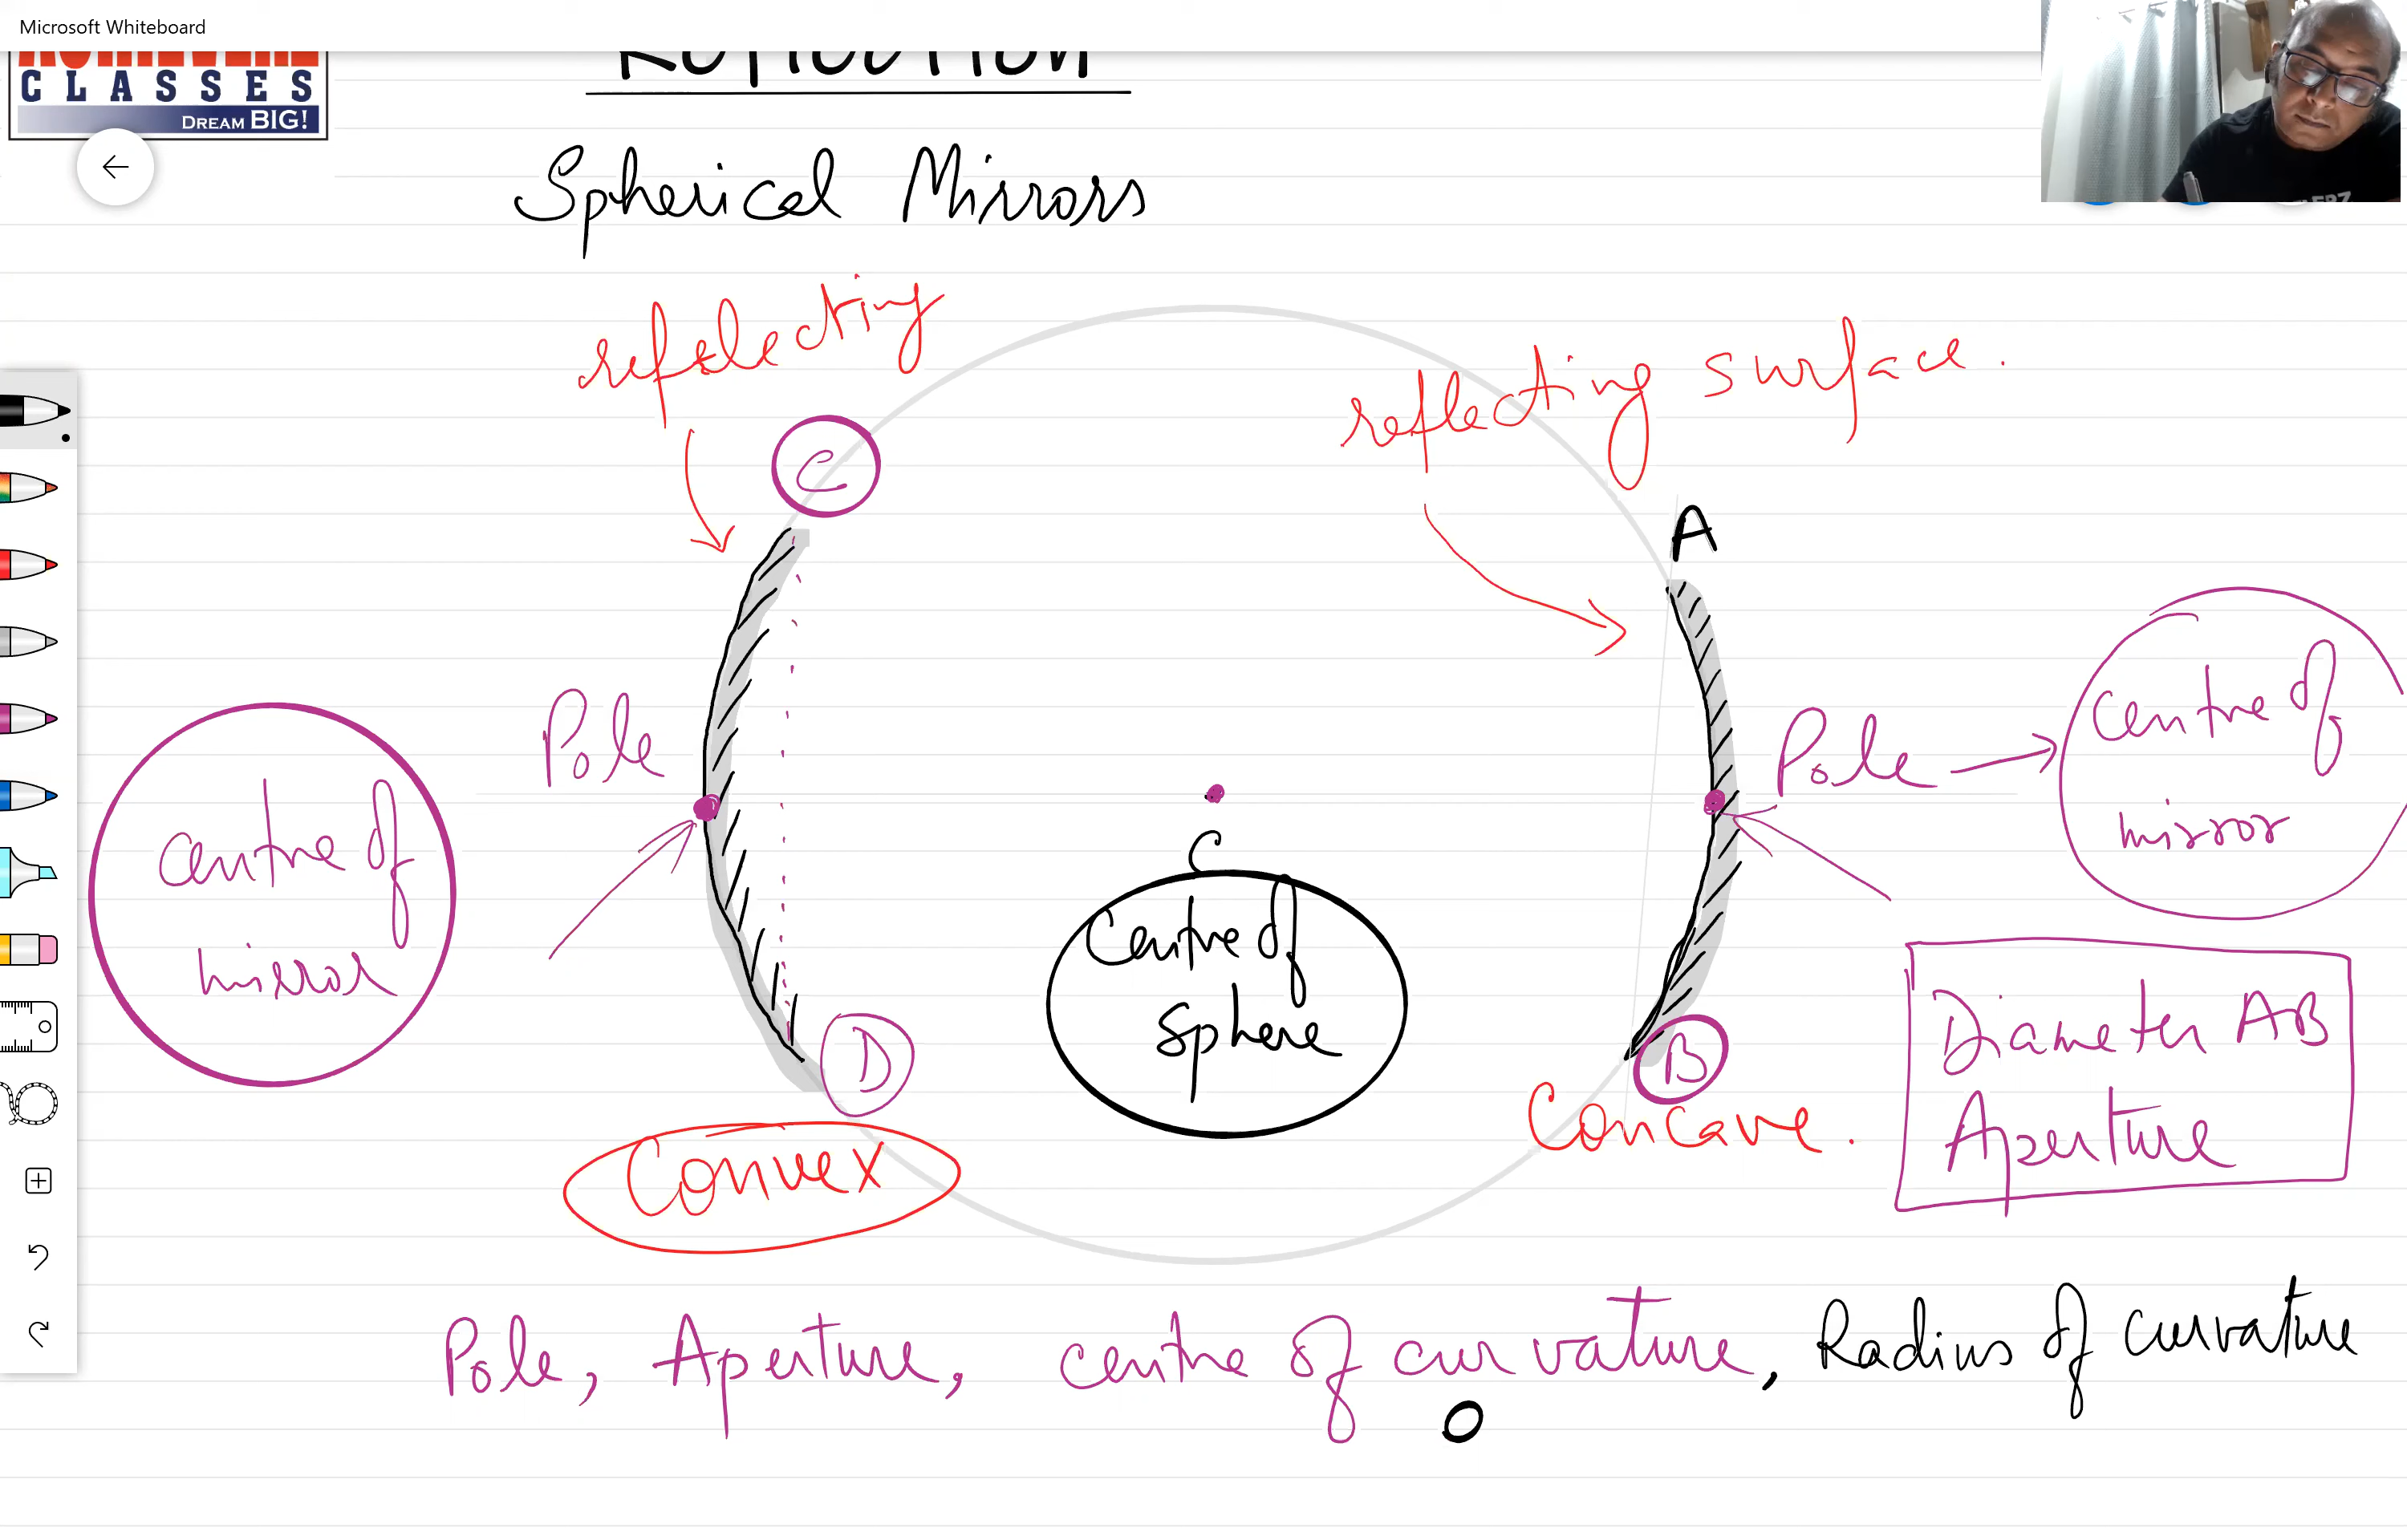 Microsoft Whiteboard
CLASSES
DREAM BIG!
Reflection
Spherical Mirrors
reflecting
reflecting surface.
C
A
Pole
Pole
Centre of
mirror
Centre of
mirror
C
Centre of
Sphere
D
B
Convex
Concave.
Diameter AB
Aperture
Pole, Aperture, centre of curvature, Radius of curvature
O